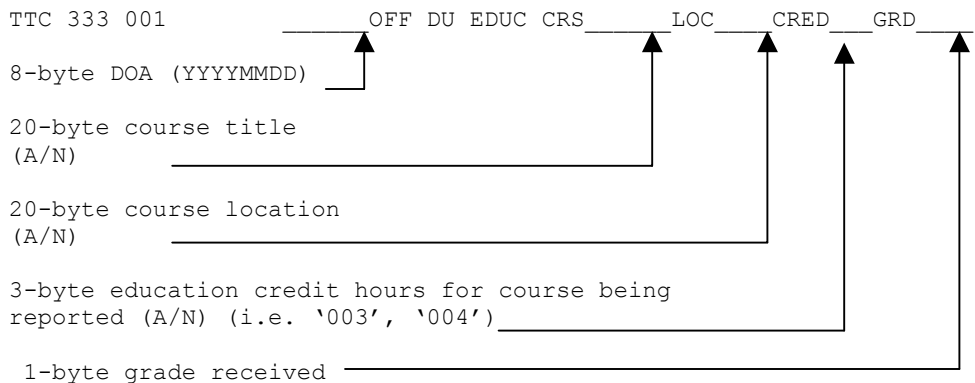 TTC 333 001 ______OFF DU EDUC CRS______LOC____CRED___GRD____
8-byte DOA (YYYYMMDD)
20-byte course title
(A/N)
20-byte course location
(A/N)
3-byte education credit hours for course being
reported (A/N) (i.e. ‘003’, ‘004’)
1-byte grade received